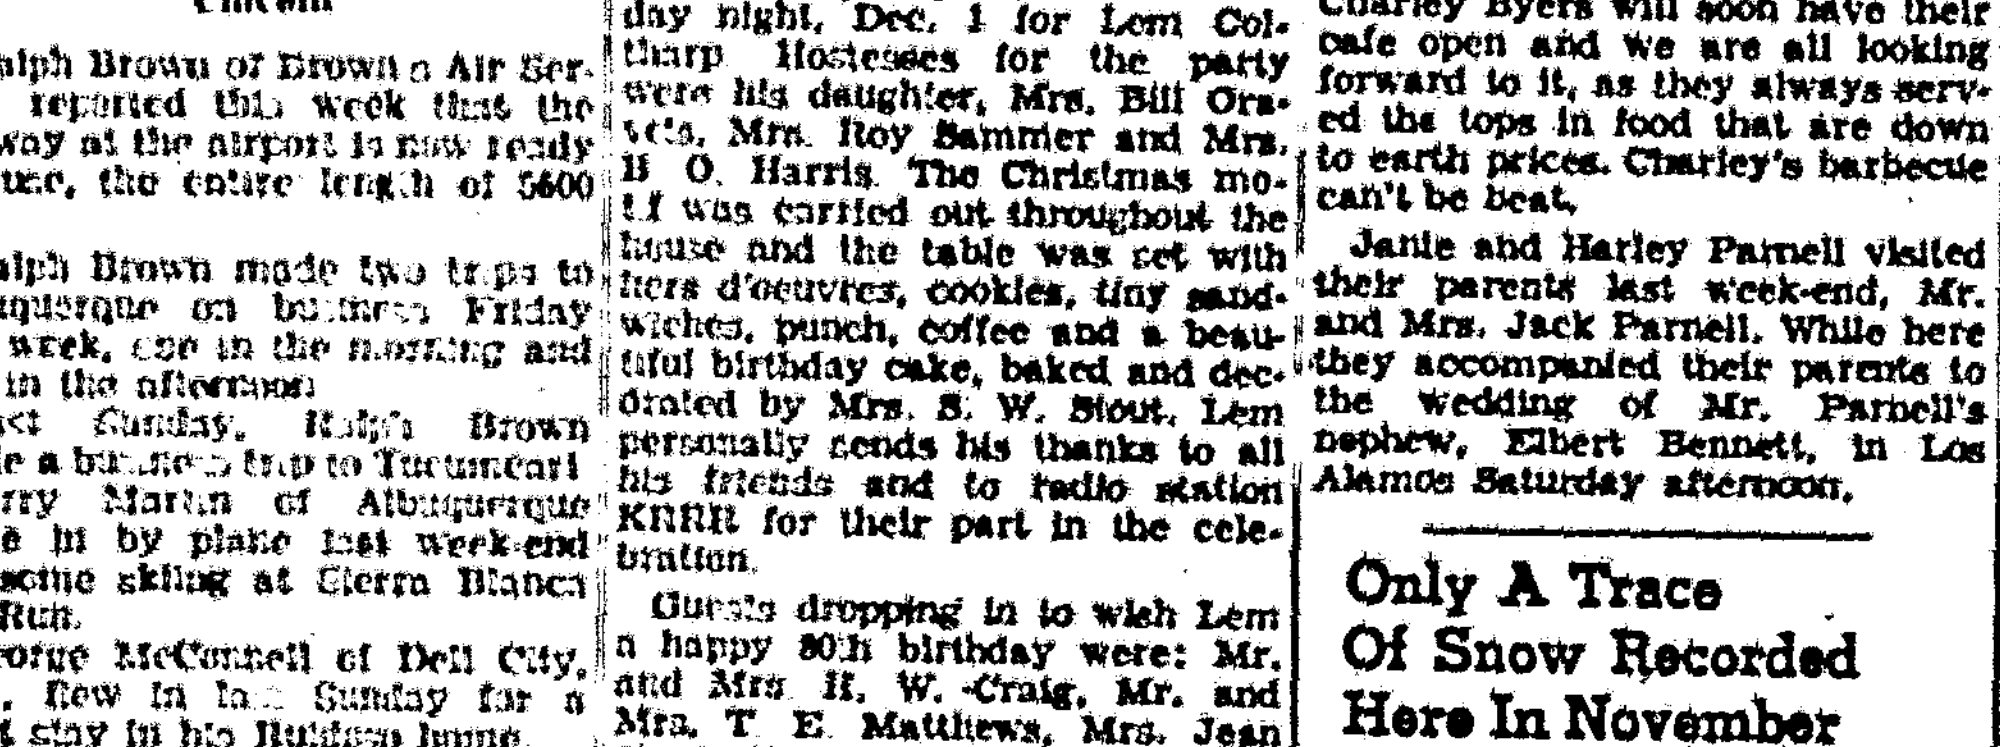 Lincoln
alph Brown of Brown's Air Ser-
reported this week that the
way at the airport is now ready
use, the entire length of 5600
alph Brown made two trips to
uquerque on business Friday
week, one in the morning and
in the afternoon
Sunday, Ralph Brown
e a business trip to Tucumcari
rry Martin of Albuquerque
e in by plane last week-end
some skiing at Sierra Blanca
Run.
orge McConnell of Dell City,
flew in Sunday for a
stay in his Ruidoso home.
day night, Dec. 1 for Lem Col-
tharp Hostesses for the party
were his daughter, Mrs. Bill Gra-
vels, Mrs. Roy Sammer and Mrs.
B O. Harris. The Christmas mo-
tif was carried out throughout the
house and the table was set with
hors d'oeuvres, cookies, tiny sand-
wiches, punch, coffee and a beau-
tiful birthday cake, baked and dec-
orated by Mrs. S. W. Stout. Lem
personally sends his thanks to all
his friends and to radio station
KRRR for their part in the cele-
bration.
Guests dropping in to wish Lem
a happy 80th birthday were: Mr.
and Mrs H. W. Craig, Mr. and
Mrs. T E. Matthews, Mrs. Jean
Charley Byers will soon have their
cafe open and we are all looking
forward to it, as they always serv-
ed the tops in food that are down
to earth prices. Charley's barbecue
can't be beat.
Janie and Harley Parnell visited
their parents last week-end, Mr.
and Mrs. Jack Parnell. While here
they accompanied their parents to
the wedding of Mr. Parnell's
nephew, Elbert Bennett, in Los
Alamos Saturday afternoon.
Only A Trace
Of Snow Recorded
Here In November